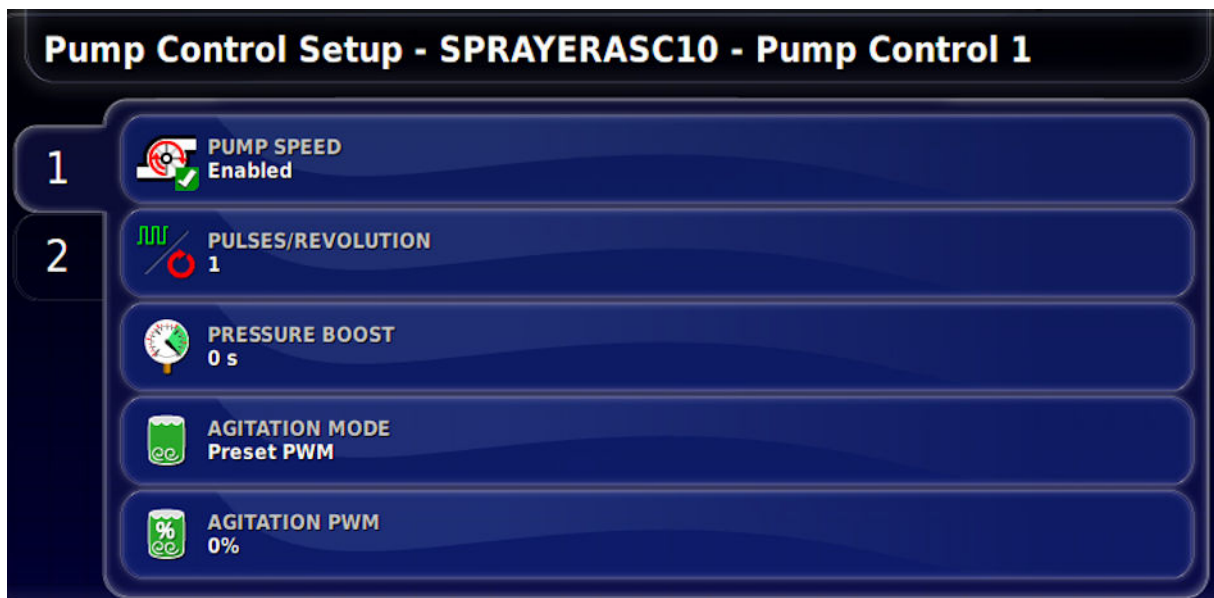 Pump Control Setup - SPRAYERASC10 - Pump Control 1
1
PUMP SPEED
Enabled
2
PULSES/REVOLUTION
1
PRESSURE BOOST
0 s
AGITATION MODE
Preset PWM
%
AGITATION PWM
0%